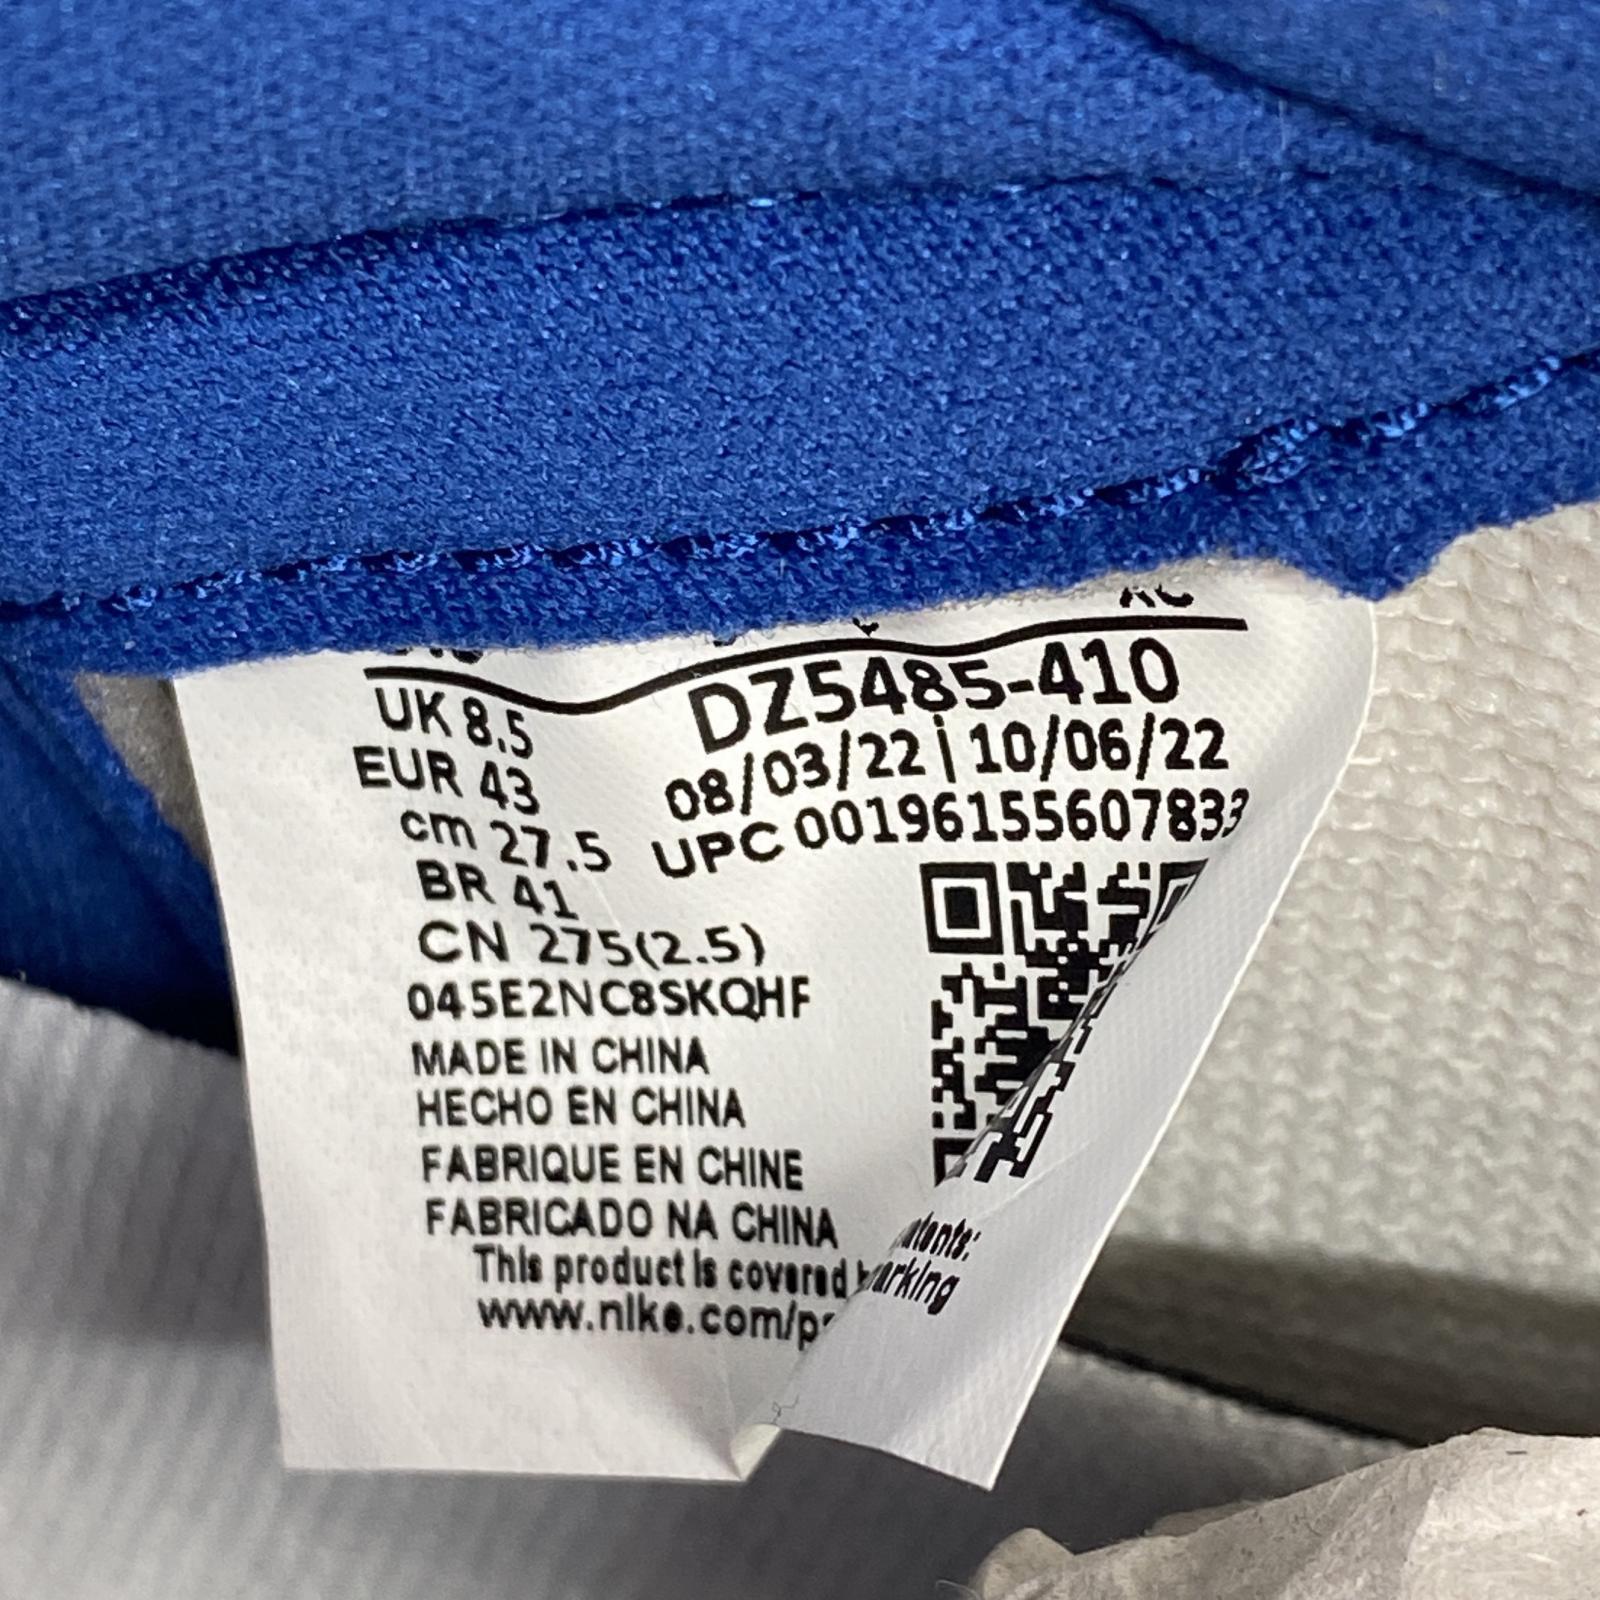 UK 8.5
DZ5485-410
EUR 43
08/03/22 | 10/06/22
cm 27.5
UPC 00196155607833
BR 41
CN 275(2.5)
045E2NC8SKQHF
MADE IN CHINA
HECHO EN CHINA
FABRIQUE EN CHINE
FABRICADO NA CHINA
This product is covered
www.nike.com/p